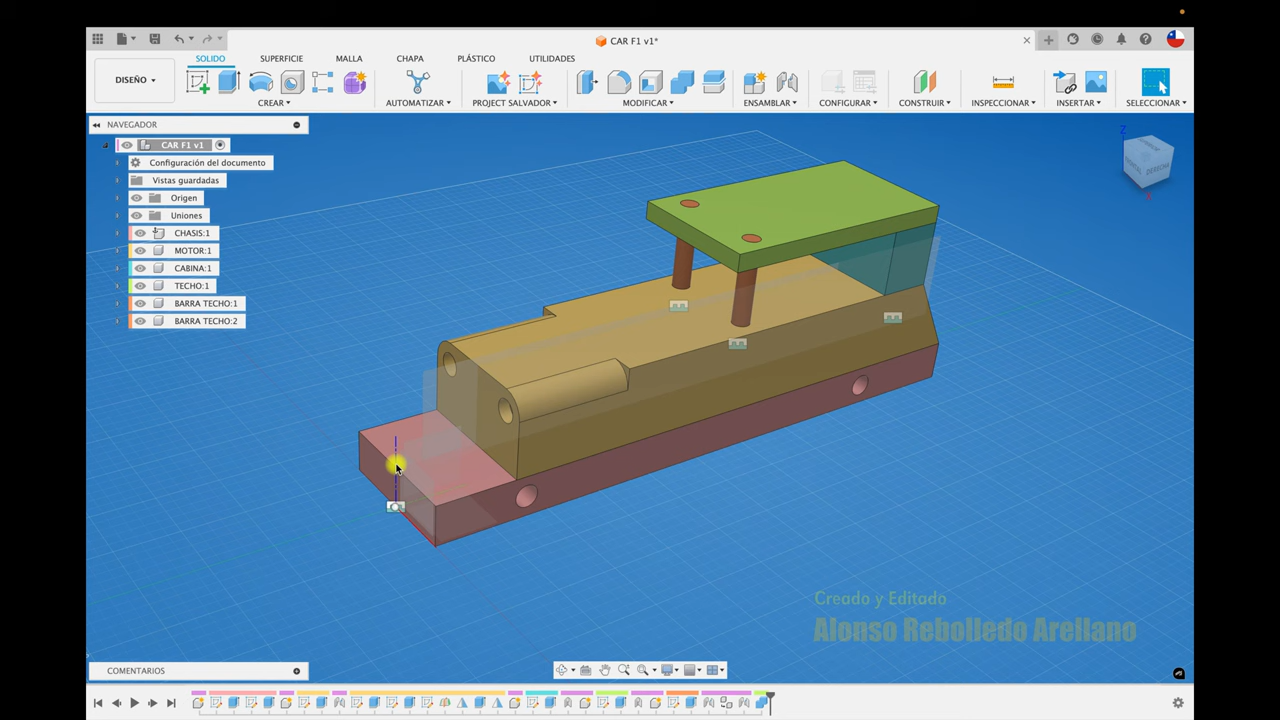 CAR F1 v1*
DISEÑO
SOLIDO
SUPERFICIE
MALLA
CHAPA
PLÁSTICO
UTILIDADES
CREAR
AUTOMATIZAR
PROJECT SALVADOR
MODIFICAR
ENSAMBLAR
CONFIGURAR
CONSTRUIR
INSPECCIONAR
INSERTAR
SELECCIONAR
NAVEGADOR
CAR F1 v1
Configuración del documento
Vistas guardadas
Origen
Uniones
CHASIS:1
MOTOR:1
CABINA:1
TECHO:1
BARRA TECHO:1
BARRA TECHO:2
Z
DERECHA
X
Creado y Editado
Alonso Rebolledo Arellano
COMENTARIOS